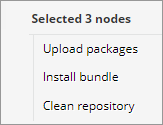 Selected 3 nodes
Upload packages
Install bundle
Clean repository